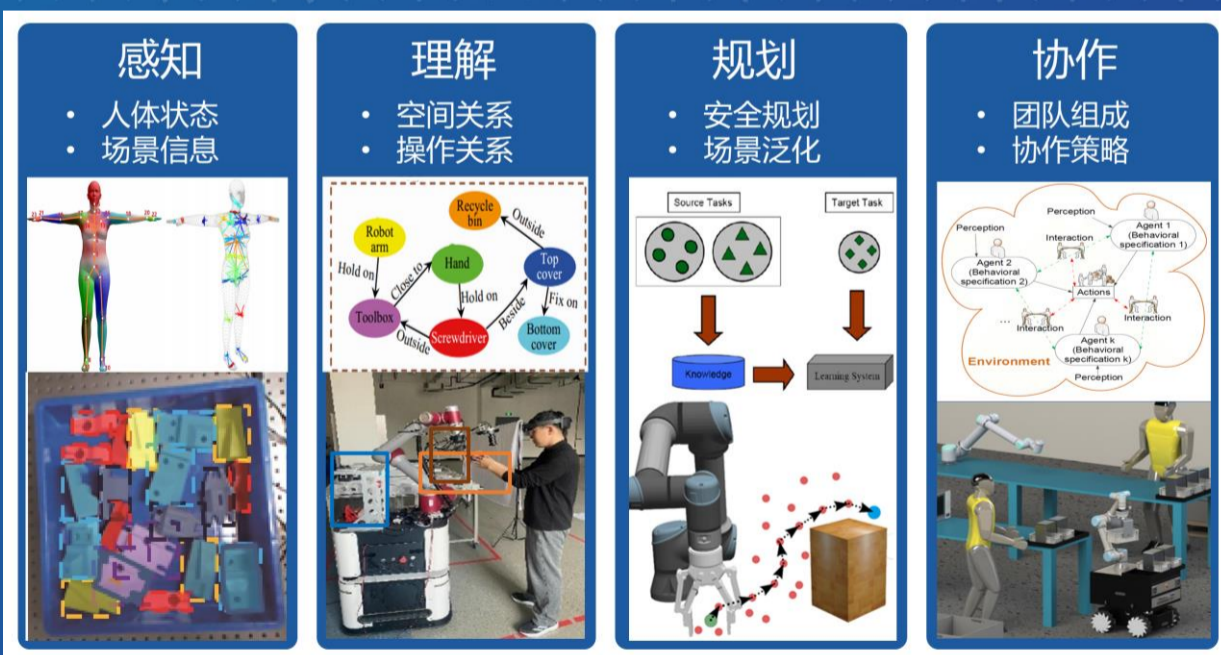 感知
• 人体状态
• 场景信息
理解
• 空间关系
• 操作关系
Recycle
bin
Outside
Robot
arm
Hand
Top
cover
Hold on
Close to
Hold on
Beside
Fix on
Toolbox
Outside
Screwdriver
Bottom
cover
规划
• 安全规划
• 场景泛化
Source Tasks
Target Task
Knowledge
Learning System
协作
• 团队组成
• 协作策略
Perception
Agent 1
(Behavioral
specification 1)
Perception
Interaction
Agent 2
(Behavioral
specification 2)
Actions
...
Interaction
Interaction
Agent k
(Behavioral
specification k)
Environment
Perception